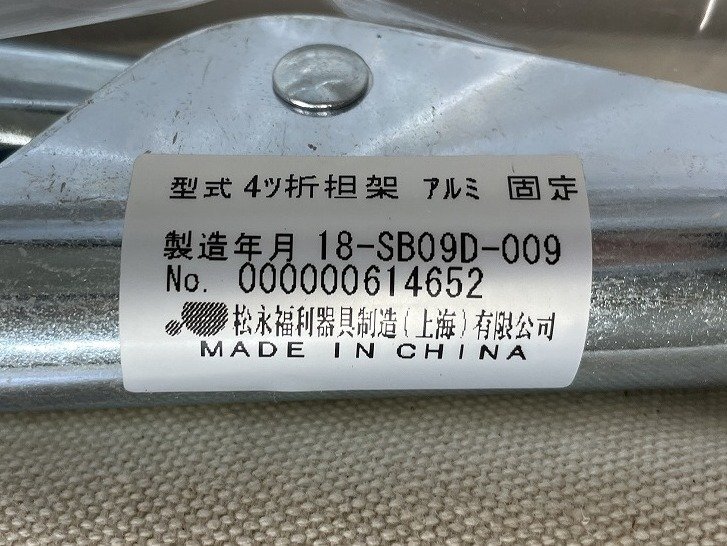 型式 4ﾂ折担架 ｱﾙﾐ 固定
製造年月 18-SB09D-009
No. 000000614652
松永福利器具制造(上海)有限公司
MADE IN CHINA